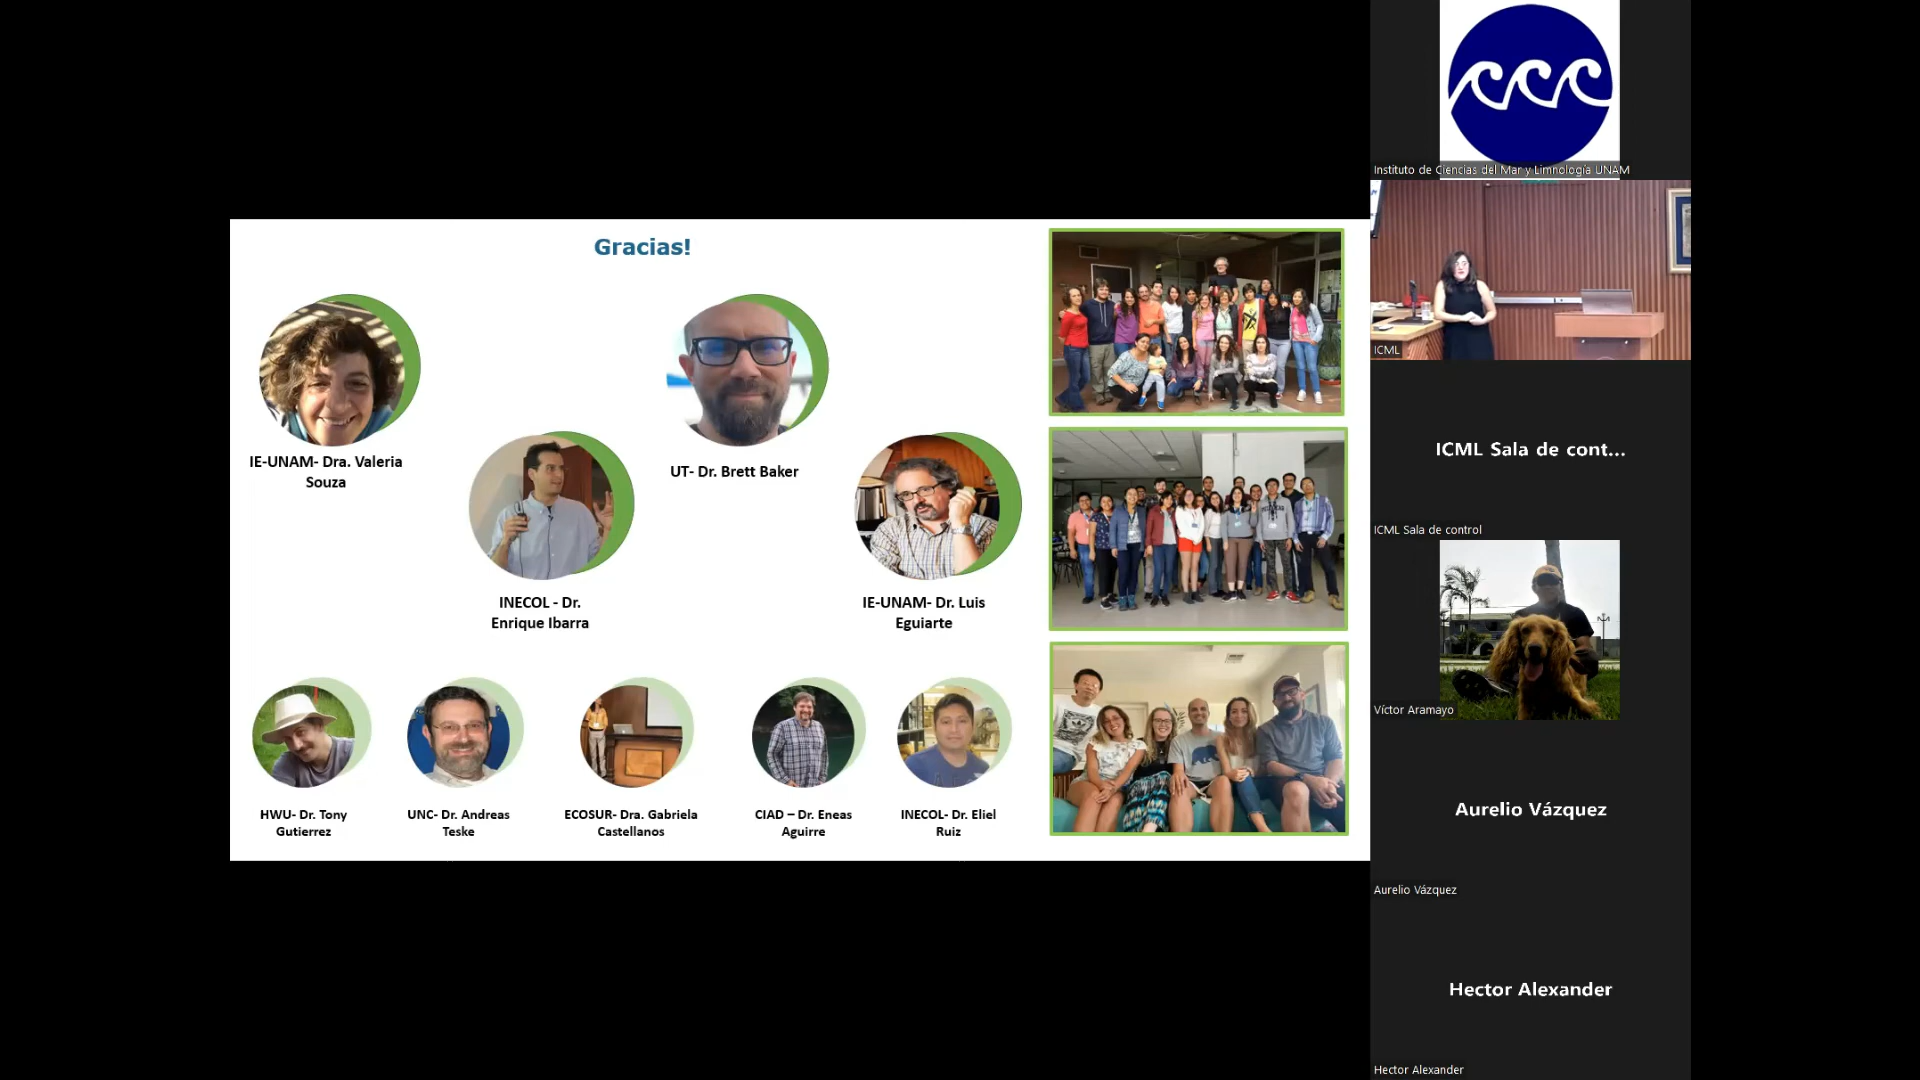 Gracias!
IE-UNAM- Dra. Valeria
Souza
UT- Dr. Brett Baker
INECOL - Dr.
Enrique Ibarra
IE-UNAM- Dr. Luis
Eguiarte
HWU- Dr. Tony
Gutierrez
UNC- Dr. Andreas
Teske
ECOSUR- Dra. Gabriela
Castellanos
CIAD – Dr. Eneas
Aguirre
INECOL- Dr. Eliel
Ruiz
Instituto de Ciencias del Mar y Limnología UNAM
ICML
ICML Sala de cont...
ICML Sala de control
Víctor Aramayo
Aurelio Vázquez
Aurelio Vázquez
Hector Alexander
Hector Alexander